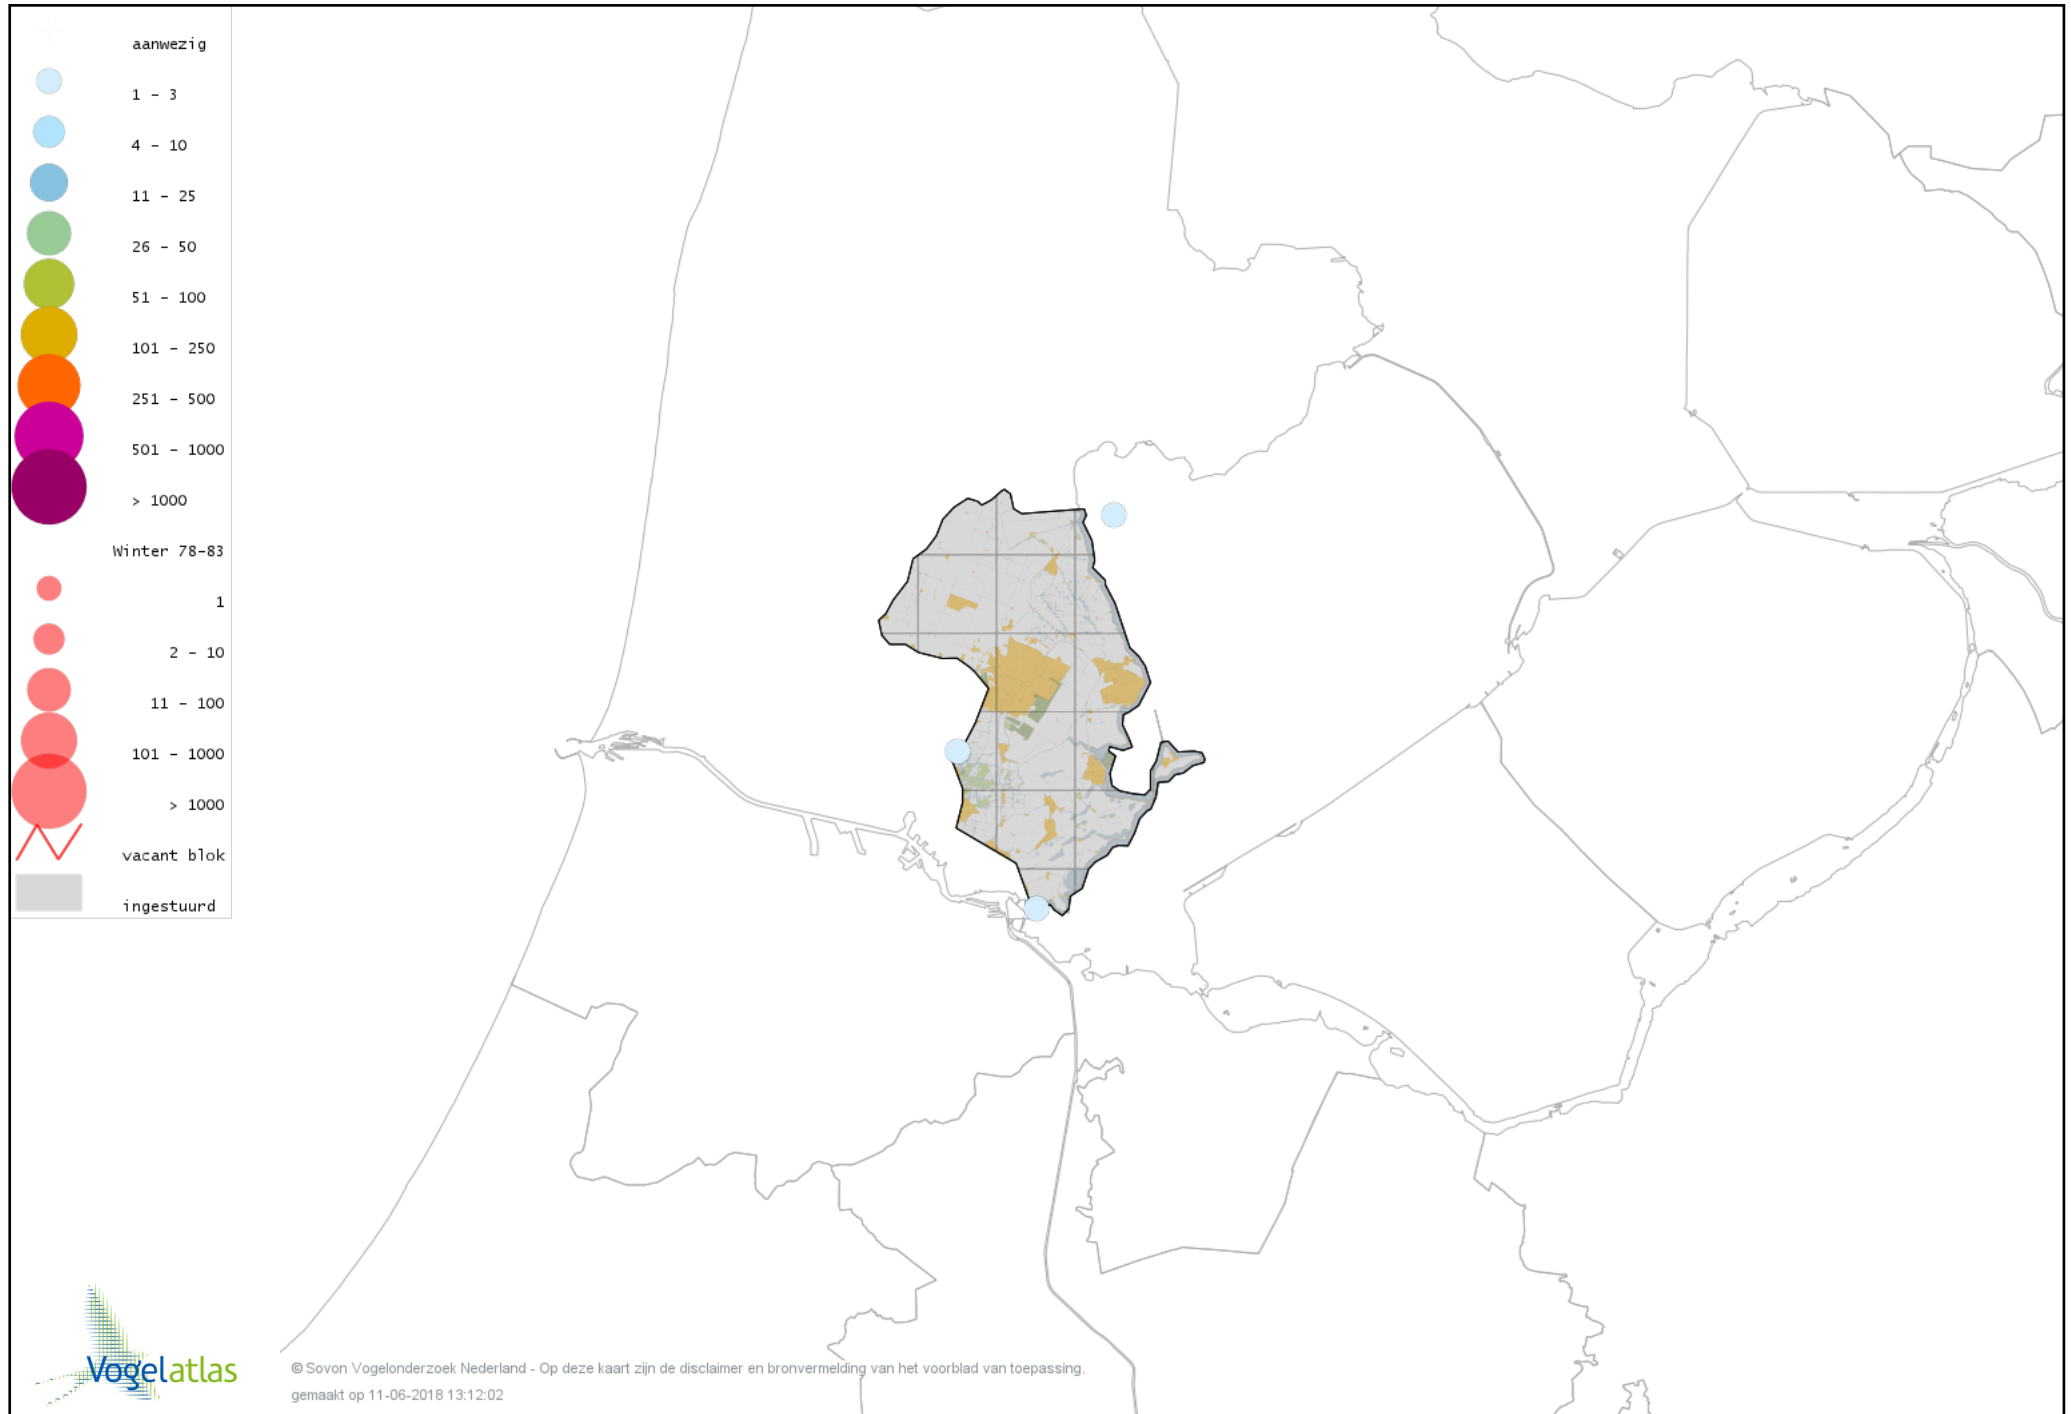 aanwezig
1 - 3
4 - 10
11 - 25
26 - 50
51 - 100
101 - 250
251 - 500
501 - 1000
> 1000
Winter 78-83
1
2 - 10
11 - 100
101 - 1000
> 1000
vacant blok
ingestuurd
Vogelatlas
© Sovon Vogelonderzoek Nederland - Op deze kaart zijn de disclaimer en bronvermelding van het voorblad van toepassing.
gemaakt op 11-06-2018 13:12:02